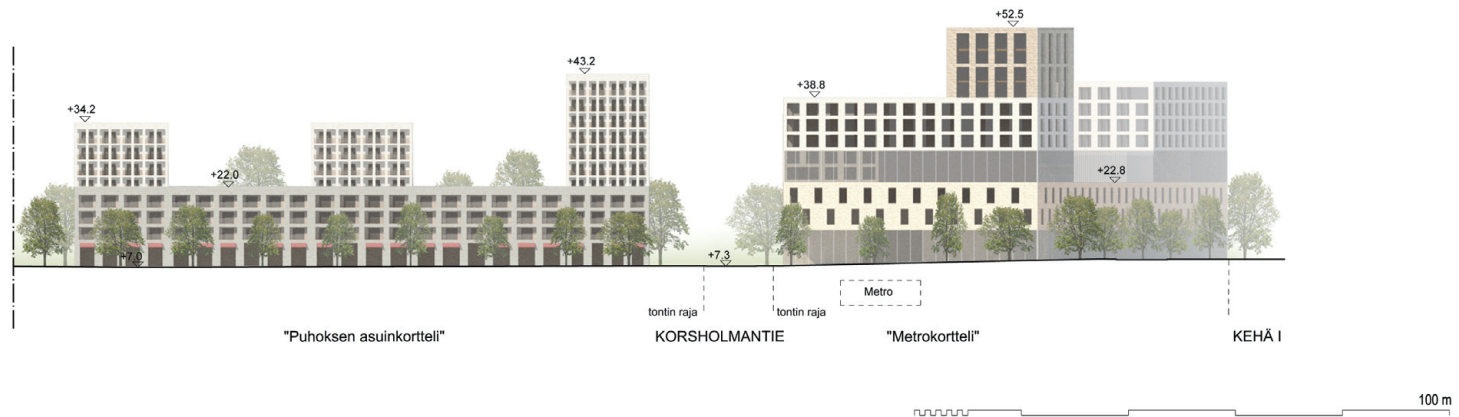 +52.5
+43.2
+38.8
+34.2
+22.0
+22.8
+7.0
+7.3
Metro
tontin raja
tontin raja
"Puhoksen asuinkortteli"
KORSHOLMANTIE
"Metrokortteli"
KEHÄ I
100 m